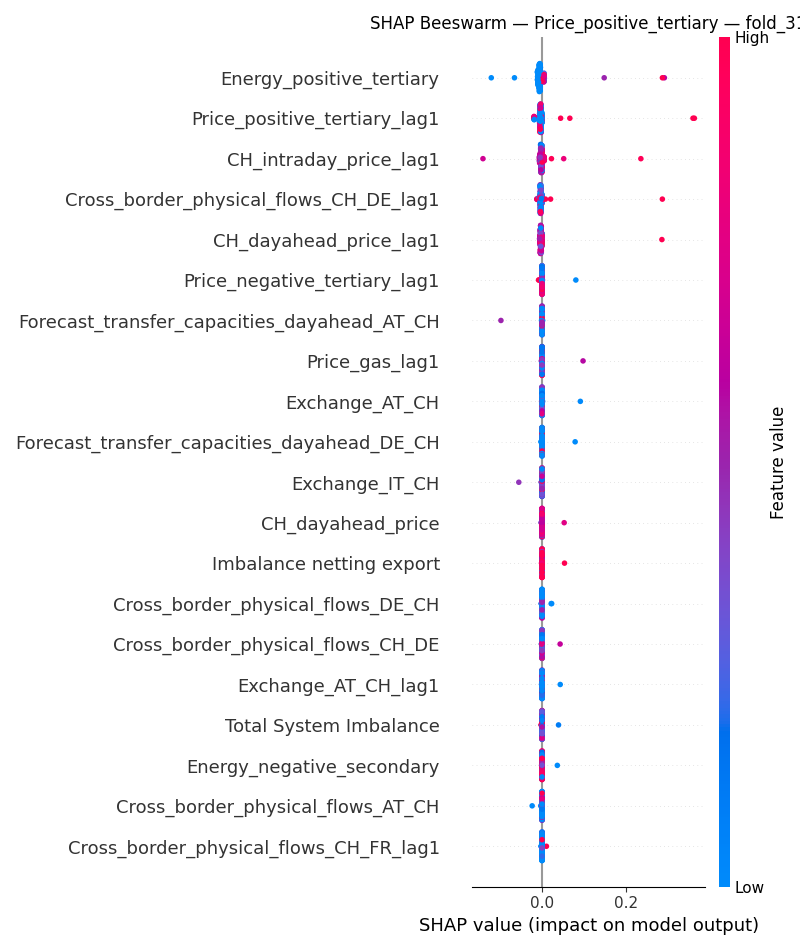 SHAP Beeswarm — Price_positive_tertiary — fold_31
High
Energy_positive_tertiary
Price_positive_tertiary_lag1
CH_intraday_price_lag1
Cross_border_physical_flows_CH_DE_lag1
CH_dayahead_price_lag1
Price_negative_tertiary_lag1
Forecast_transfer_capacities_dayahead_AT_CH
Price_gas_lag1
Exchange_AT_CH
Forecast_transfer_capacities_dayahead_DE_CH
Exchange_IT_CH
CH_dayahead_price
Imbalance netting export
Cross_border_physical_flows_DE_CH
Cross_border_physical_flows_CH_DE
Exchange_AT_CH_lag1
Total System Imbalance
Energy_negative_secondary
Cross_border_physical_flows_AT_CH
Cross_border_physical_flows_CH_FR_lag1
Feature value
Low
0.0 0.2
SHAP value (impact on model output)